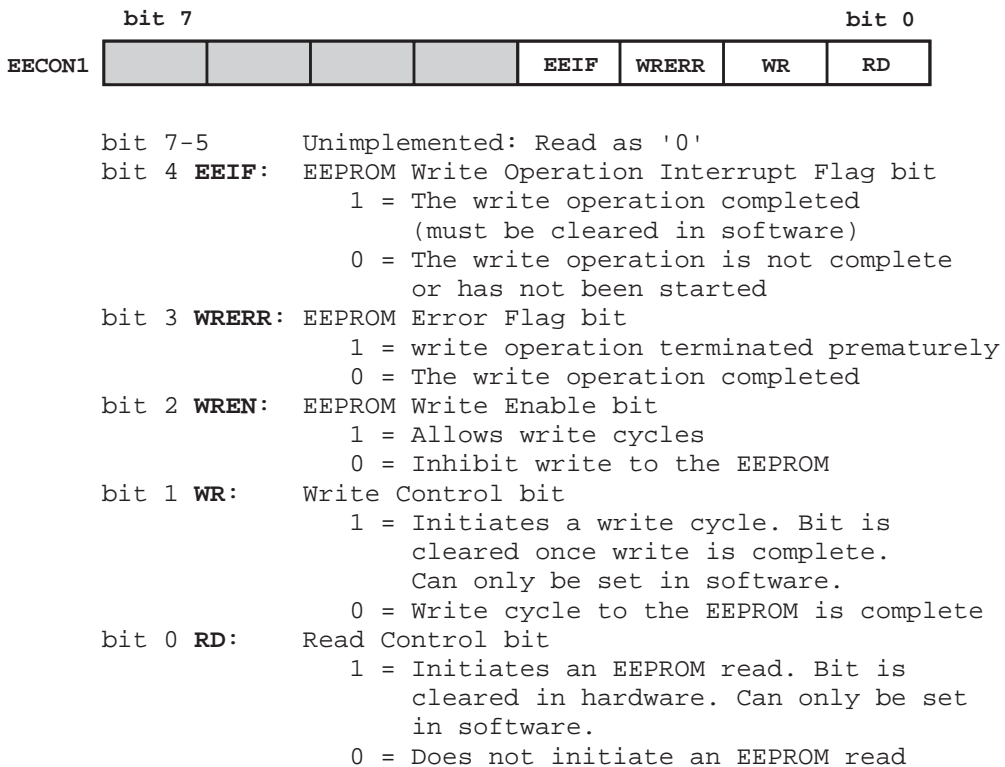 bit 7 bit 0
EECON1 EEIF WRERR WR RD
bit 7-5 Unimplemented: Read as '0'
bit 4 EEIF: EEPROM Write Operation Interrupt Flag bit
1 = The write operation completed
(must be cleared in software)
0 = The write operation is not complete
or has not been started
bit 3 WRERR: EEPROM Error Flag bit
1 = write operation terminated prematurely
0 = The write operation completed
bit 2 WREN: EEPROM Write Enable bit
1 = Allows write cycles
0 = Inhibit write to the EEPROM
bit 1 WR: Write Control bit
1 = Initiates a write cycle. Bit is
cleared once write is complete.
Can only be set in software.
0 = Write cycle to the EEPROM is complete
bit 0 RD: Read Control bit
1 = Initiates an EEPROM read. Bit is
cleared in hardware. Can only be set
in software.
0 = Does not initiate an EEPROM read